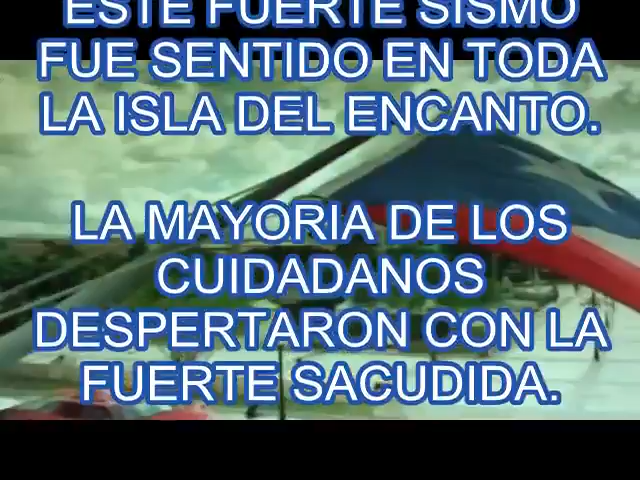 ESTE FUERTE SISMO
FUE SENTIDO EN TODA
LA ISLA DEL ENCANTO.
LA MAYORIA DE LOS
CUIDADANOS
DESPERTARON CON LA
FUERTE SACUDIDA.